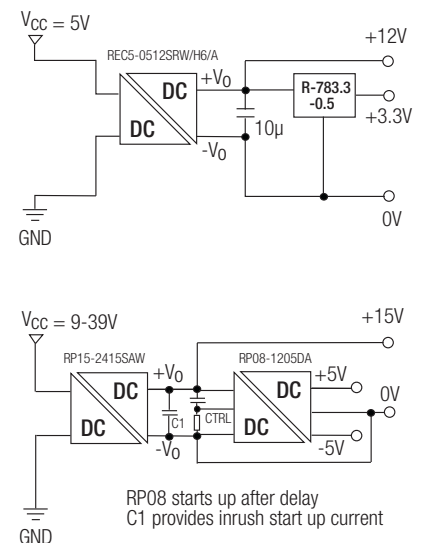 VCC = 5V
REC5-0512SRW/H6/A
+12V
DC
DC
+VO
-VO
10µ
R-783.3
-0.5
+3.3V
0V
GND
VCC = 9-39V
+15V
RP15-2415SAW
RP08-1205DA
DC
DC
+VO
-VO
C1
CTRL
DC
DC
+5V
0V
-5V
GND
RP08 starts up after delay
C1 provides inrush start up current